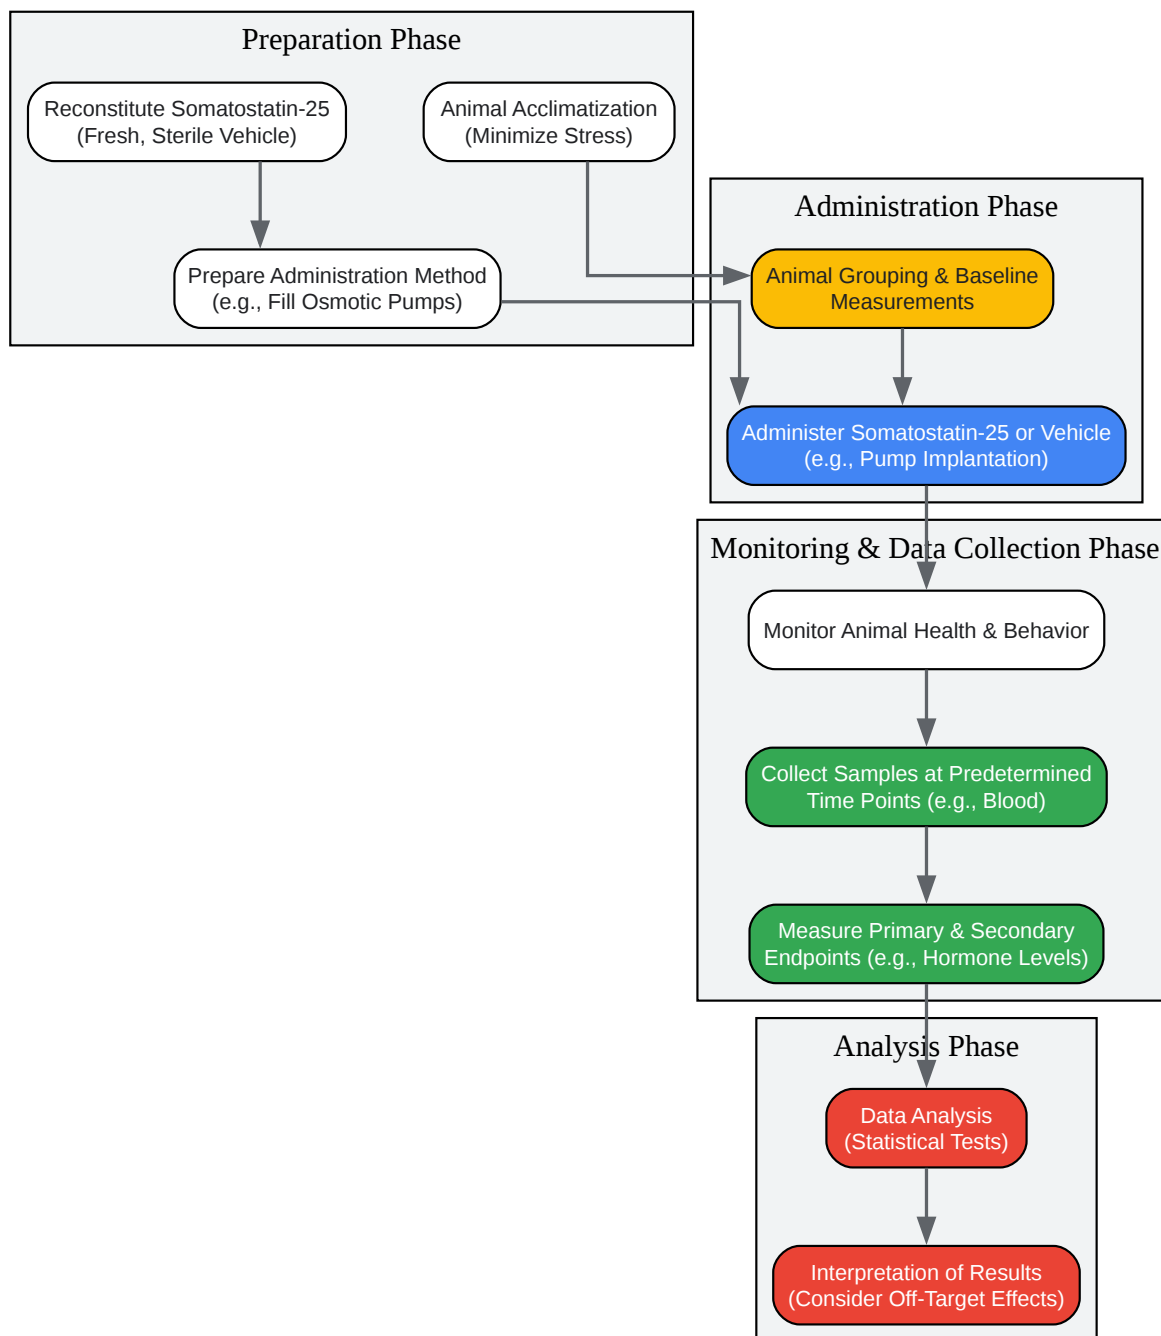 Preparation Phase
Reconstitute Somatostatin-25
(Fresh, Sterile Vehicle)
Animal Acclimatization
(Minimize Stress)
Prepare Administration Method
(e.g., Fill Osmotic Pumps)
Administration Phase
Animal Grouping & Baseline
Measurements
Administer Somatostatin-25 or Vehicle
(e.g., Pump Implantation)
Monitoring & Data Collection Phase
Monitor Animal Health & Behavior
Collect Samples at Predetermined
Time Points (e.g., Blood)
Measure Primary & Secondary
Endpoints (e.g., Hormone Levels)
Analysis Phase
Data Analysis
(Statistical Tests)
Interpretation of Results
(Consider Off-Target Effects)